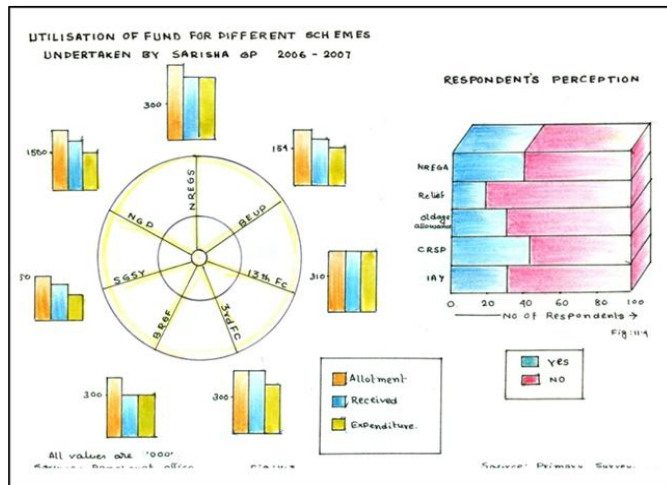 UTILISATION OF FUND FOR DIFFERENT SCHEMES
UNDERTAKEN BY SARISHA GP 2006 - 2007
300
1500
154
50
310
300
300
NREGS
BEUP
13th FC
3rd FC
BRGF
SGSY
NGD
Allotment
Received
Expenditure.
All values are '000'
RESPONDENT'S PERCEPTION
NREGA
Relief
oldage
allowance
CRSP
IAY
0 20 40 60 80 100
No of Respondents →
Fig: 11.4
Yes
NO
Source: Primary Survey.